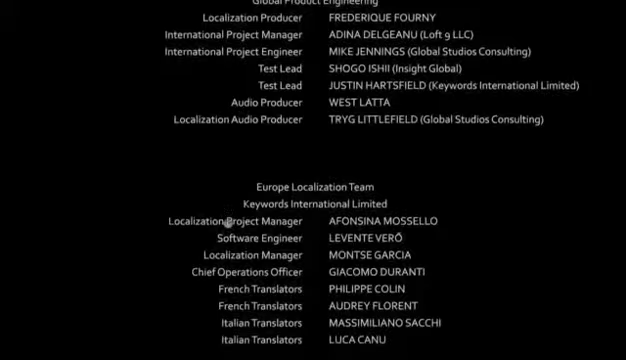 Global Product Engineering
Localization Producer FREDERIQUE FOURNY
International Project Manager ADINA DELGEANU (Loft 9 LLC)
International Project Engineer MIKE JENNINGS (Global Studios Consulting)
Test Lead SHOGO ISHII (Insight Global)
Test Lead JUSTIN HARTSFIELD (Keywords International Limited)
Audio Producer WEST LATTA
Localization Audio Producer TRYG LITTLEFIELD (Global Studios Consulting)
Europe Localization Team
Keywords International Limited
Localization Project Manager AFONSINA MOSSELLO
Software Engineer LEVENTE VERŐ
Localization Manager MONTSE GARCIA
Chief Operations Officer GIACOMO DURANTI
French Translators PHILIPPE COLIN
French Translators AUDREY FLORENT
Italian Translators MASSIMILIANO SACCHI
Italian Translators LUCA CANU